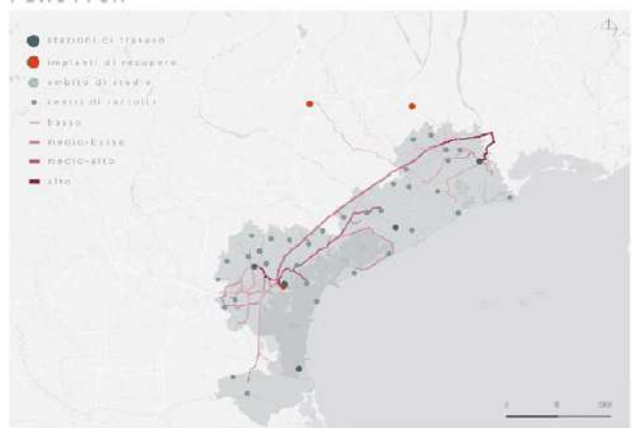 stazioni di travaso
impianti di recupero
ambito di studio
centri di raccolta
basso
medio-basso
medio-alto
alto